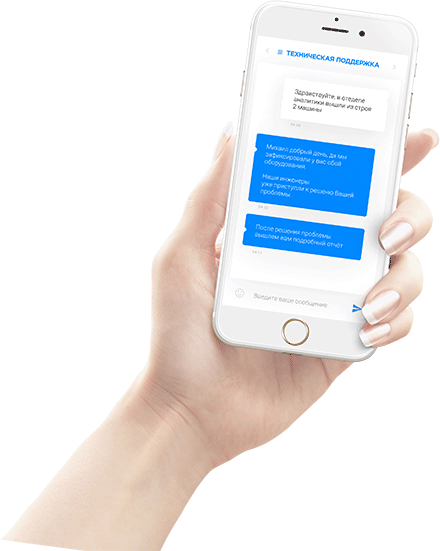 # ТЕХНИЧЕСКАЯ ПОДДЕРЖКА
Здравствуйте, в отделе
аналитики вышли из строя
2 машины
Михаил добрый день, да мы
зафиксировали у вас сбой
оборудования.
Наши инженеры
уже приступли к решению Вашей
проблемы
После решения проблемы
вышлем вам подробный отчёт
Введите ваше сообщение